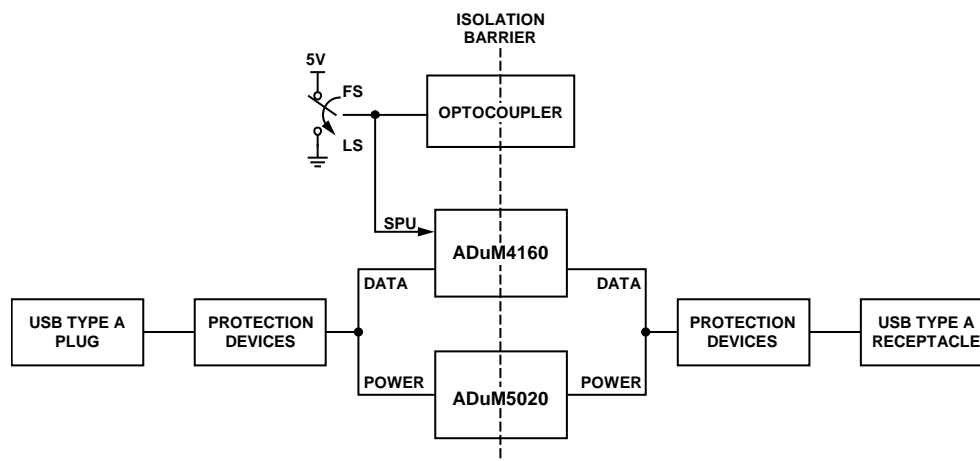 ISOLATION
BARRIER
5V
FS
LS
OPTOCOUPLER
SPU
ADuM4160
DATA
DATA
USB TYPE A
PLUG
PROTECTION
DEVICES
PROTECTION
DEVICES
USB TYPE A
RECEPTACLE
POWER
ADuM5020
POWER